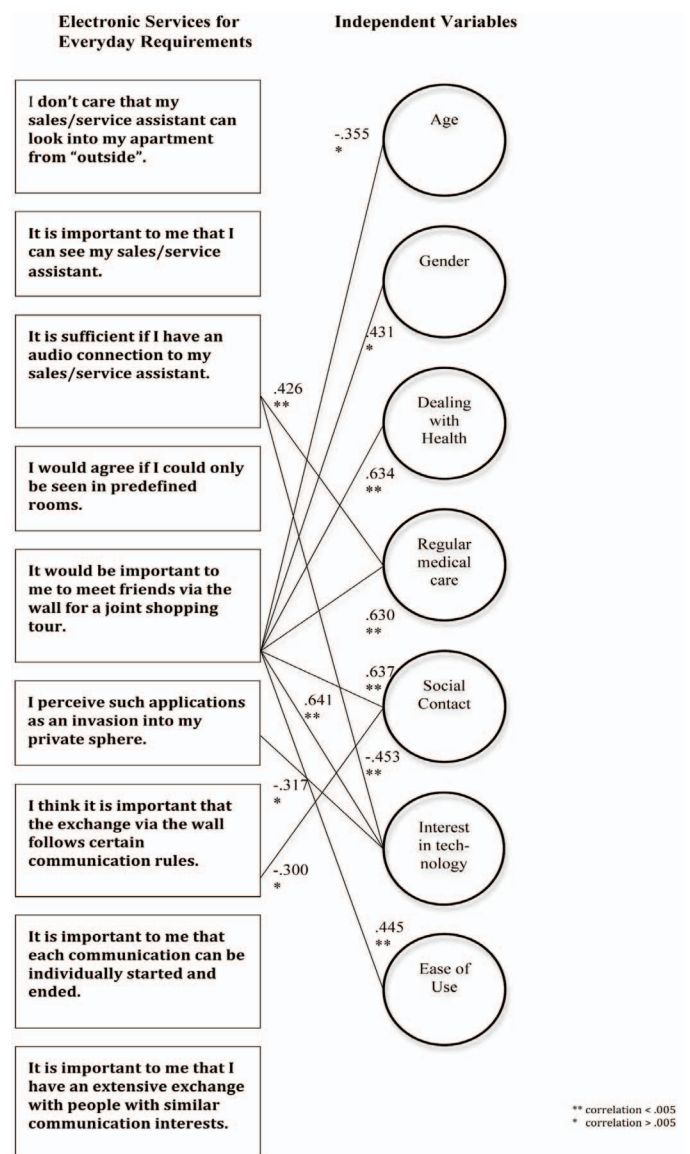 Electronic Services for
Everyday Requirements
Independent Variables
I don't care that my
sales/service assistant can
look into my apartment
from “outside”.
It is important to me that I
can see my sales/service
assistant.
It is sufficient if I have an
audio connection to my
sales/service assistant.
I would agree if I could only
be seen in predefined
rooms.
It would be important to
me to meet friends via the
wall for a joint shopping
tour.
I perceive such applications
as an invasion into my
private sphere.
I think it is important that
the exchange via the wall
follows certain
communication rules.
It is important to me that
each communication can be
individually started and
ended.
It is important to me that I
have an extensive exchange
with people with similar
communication interests.
-.355
*
.431
*
.426
**
.634
**
.630
**
.637
**
.641
**
-.453
**
-.317
*
-.300
*
.445
**
Age
Gender
Dealing
with
Health
Regular
medical
care
Social
Contact
Interest
in tech-
nology
Ease of
Use
** correlation < .005
* correlation > .005